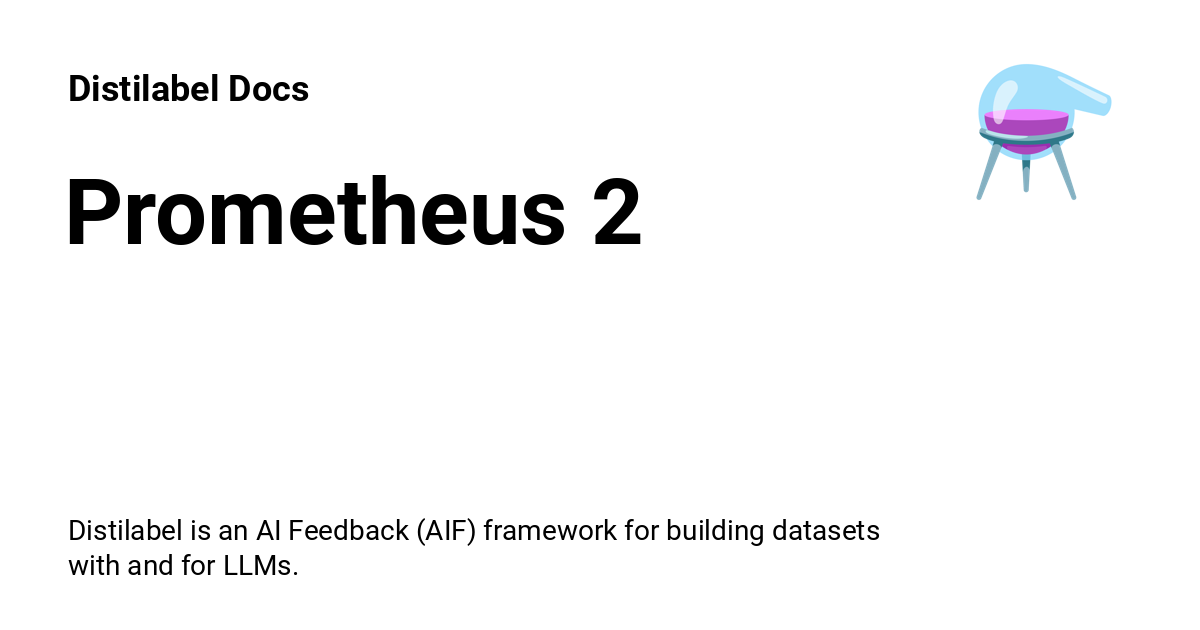 Distilabel Docs
Prometheus 2
Distilabel is an AI Feedback (AIF) framework for building datasets
with and for LLMs.